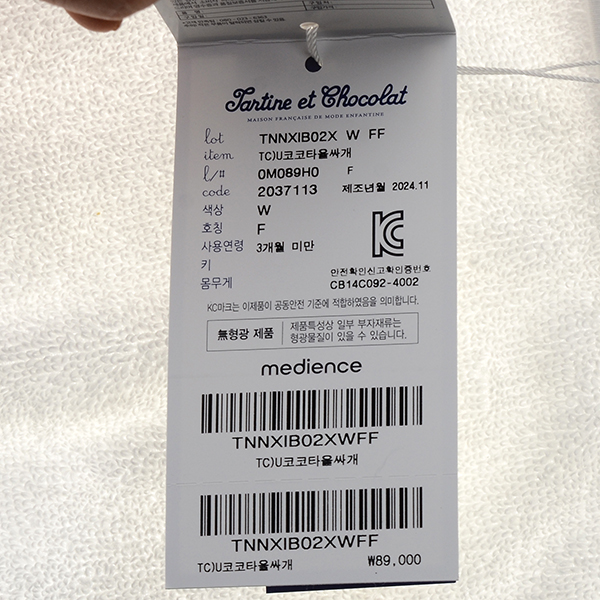 Tartine et Chocolat
MAISON FRANÇAISE DE MODE ENFANTINE
lot TNNXIB02X W FF
item TC)U코코타올싸개
l/# 0M089H0 F
code 2037113 제조년월 2024.11
색상 W
호칭 F
사용연령 3개월 미만
키
몸무게
안전확인신고확인증번호
CB14C092-4002
KC마크는 이제품이 공통안전 기준에 적합하였음을 의미합니다.
無형광 제품 제품특성상 일부 부자재류는
형광물질이 있을 수 있습니다.
medience
TNNXIB02XWFF
TC)U코코타올싸개
TNNXIB02XWFF
TC)U코코타올싸개 ₩89,000